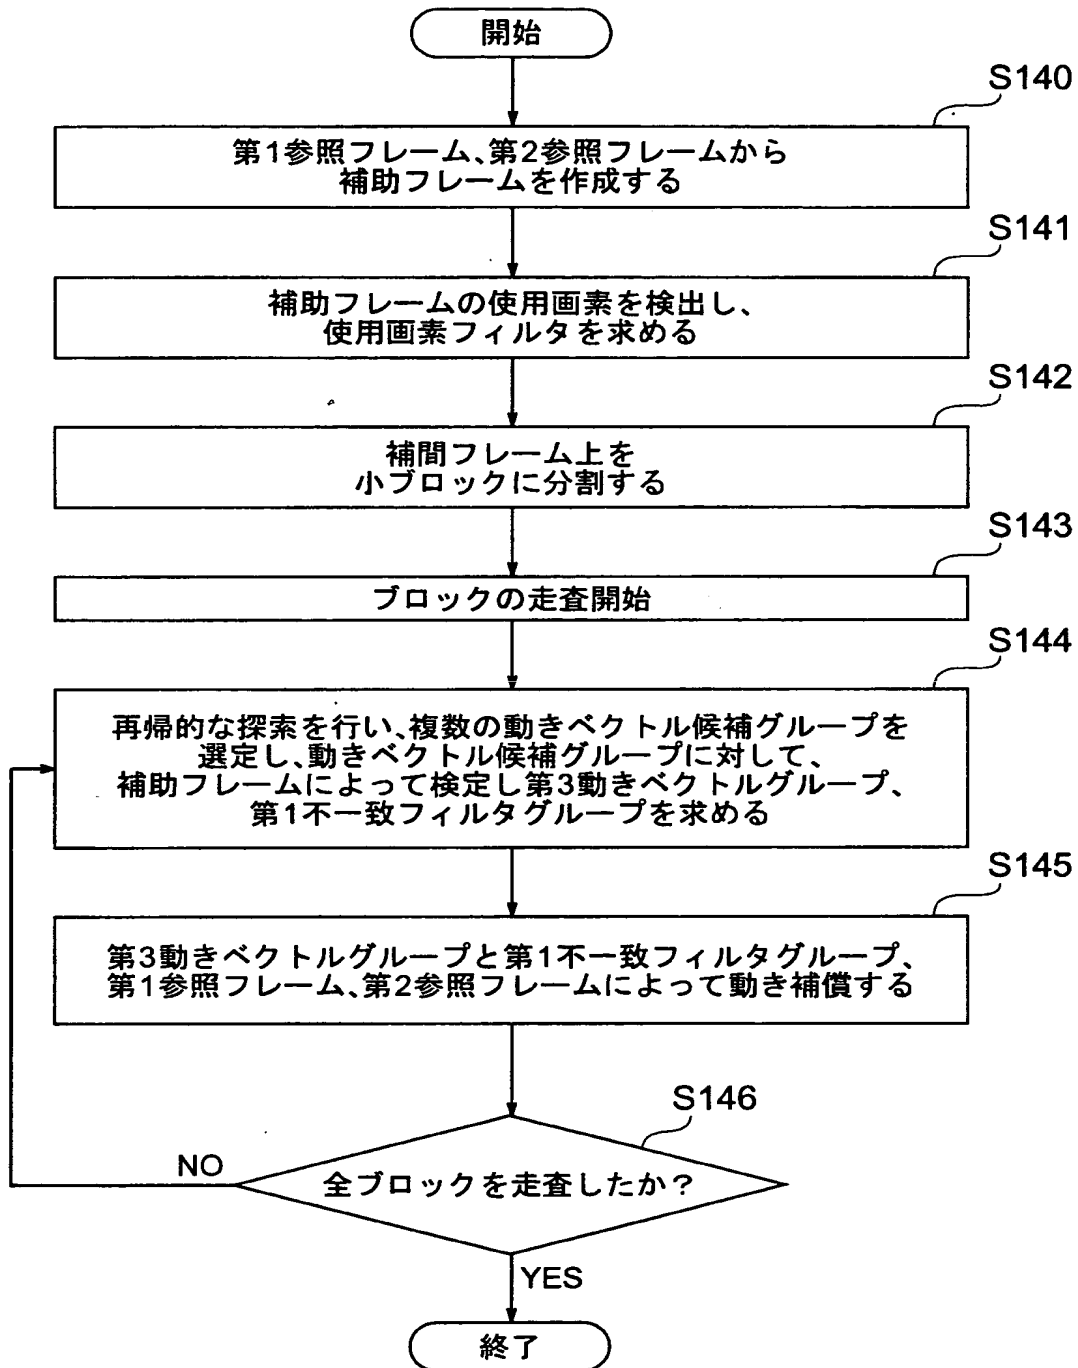 開始
S140
第1参照フレーム、第2参照フレームから
補助フレームを作成する
S141
補助フレームの使用画素を検出し、
使用画素フィルタを求める
S142
補間フレーム上を
小ブロックに分割する
S143
ブロックの走査開始
S144
再帰的な探索を行い、複数の動きベクトル候補グループを
選定し、動きベクトル候補グループに対して、
補助フレームによって検定し第3動きベクトルグループ、
第1不一致フィルタグループを求める
S145
第3動きベクトルグループと第1不一致フィルタグループ、
第1参照フレーム、第2参照フレームによって動き補償する
S146
NO
全ブロックを走査したか?
YES
終了